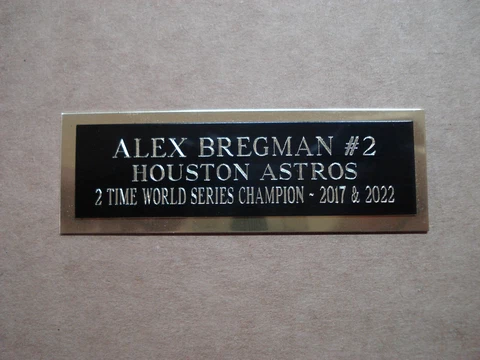 ALEX BREGMAN #2
HOUSTON ASTROS
2 TIME WORLD SERIES CHAMPION ~ 2017 & 2022